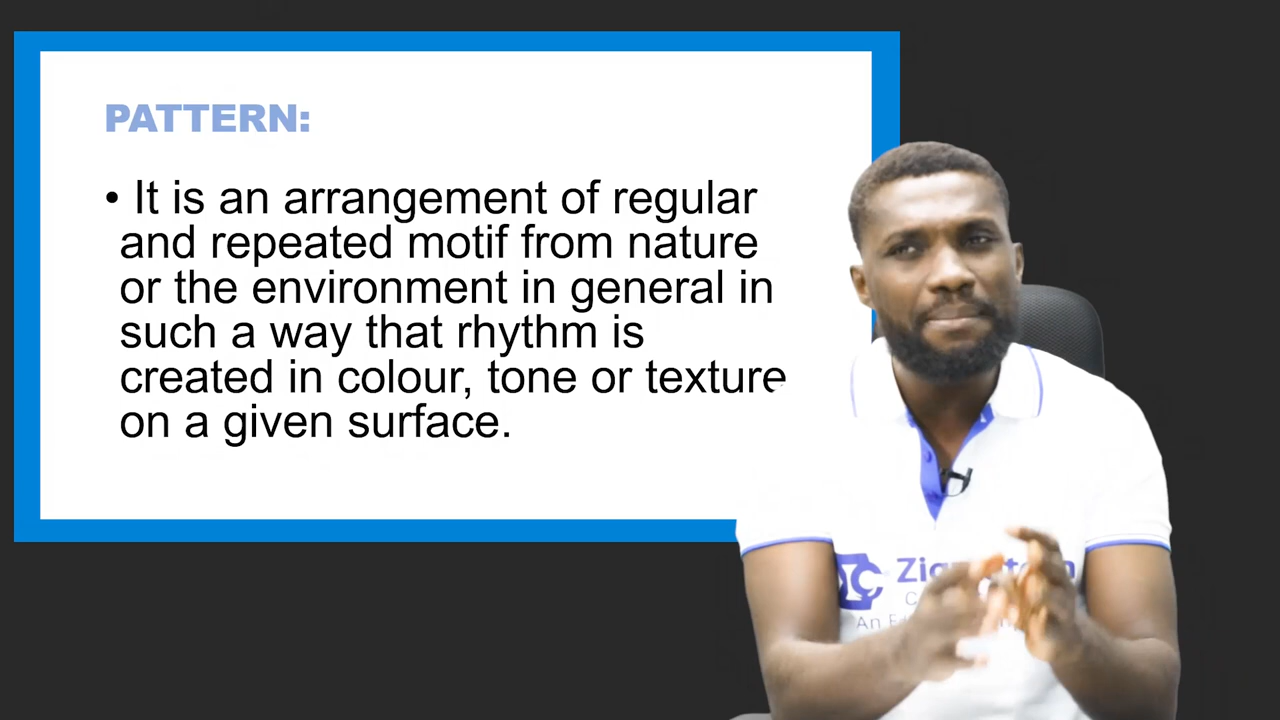 PATTERN:
• It is an arrangement of regular
and repeated motif from nature
or the environment in general in
such a way that rhythm is
created in colour, tone or texture
on a given surface.
An